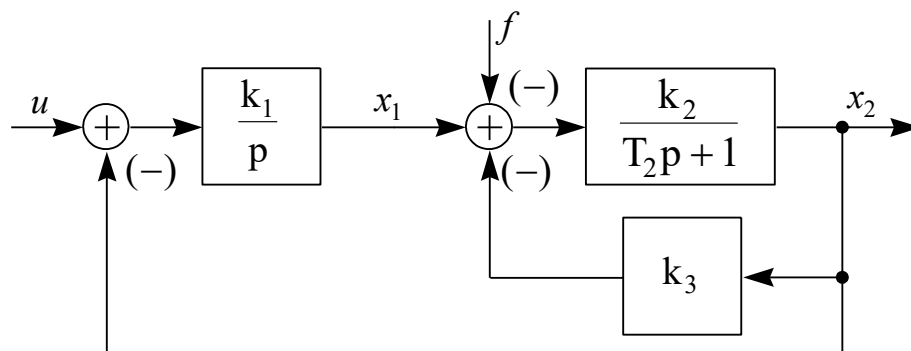 f
u
k₁
p
x₁
(−)
k₂
T₂p + 1
x₂
(−)
(−)
k₃